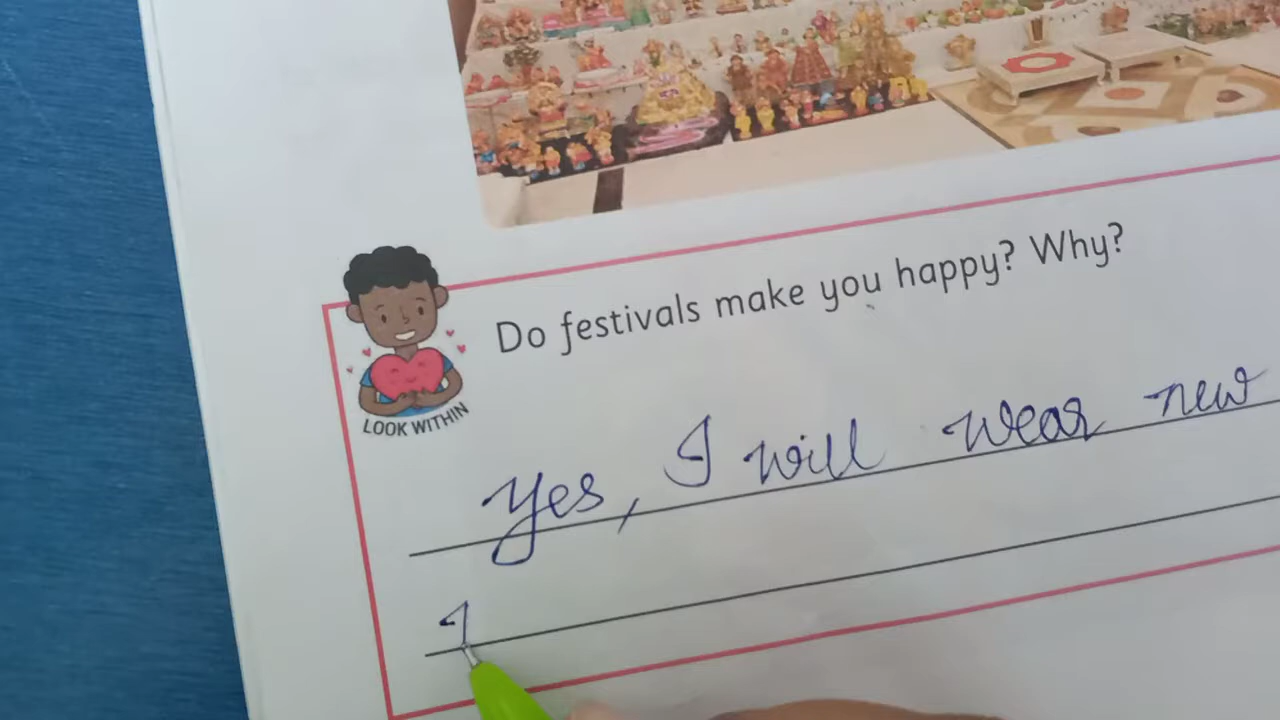 Do festivals make you happy? Why?
LOOK WITHIN
Yes, I will wear new
I